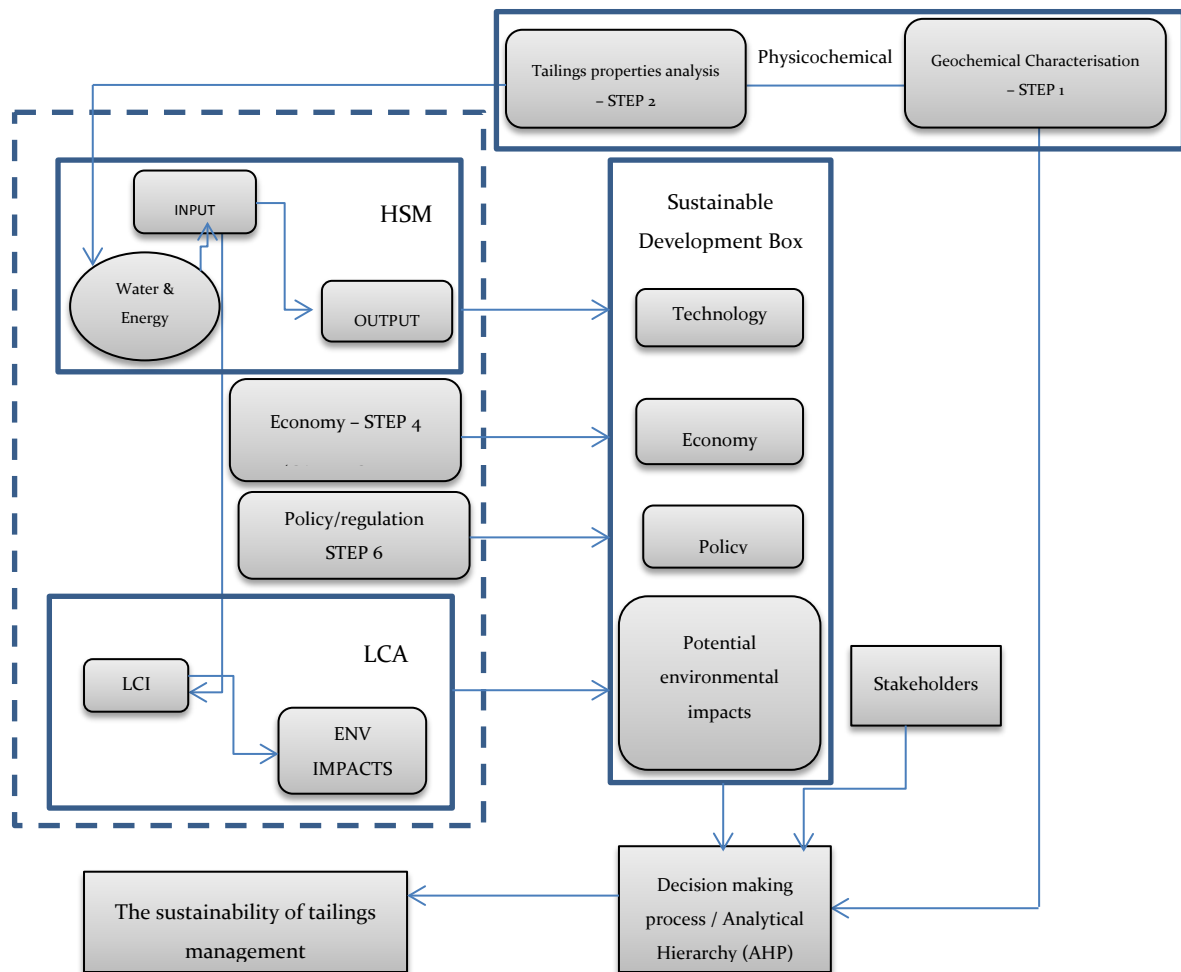 Tailings properties analysis
– STEP 2
Physicochemical
Geochemical Characterisation
– STEP 1
INPUT
HSM
Water &
Energy
OUTPUT
Sustainable
Development Box
Technology
Economy – STEP 4
Economy
Policy/regulation
STEP 6
Policy
LCA
LCI
ENV
IMPACTS
Potential
environmental
impacts
Stakeholders
The sustainability of tailings
management
Decision making
process / Analytical
Hierarchy (AHP)